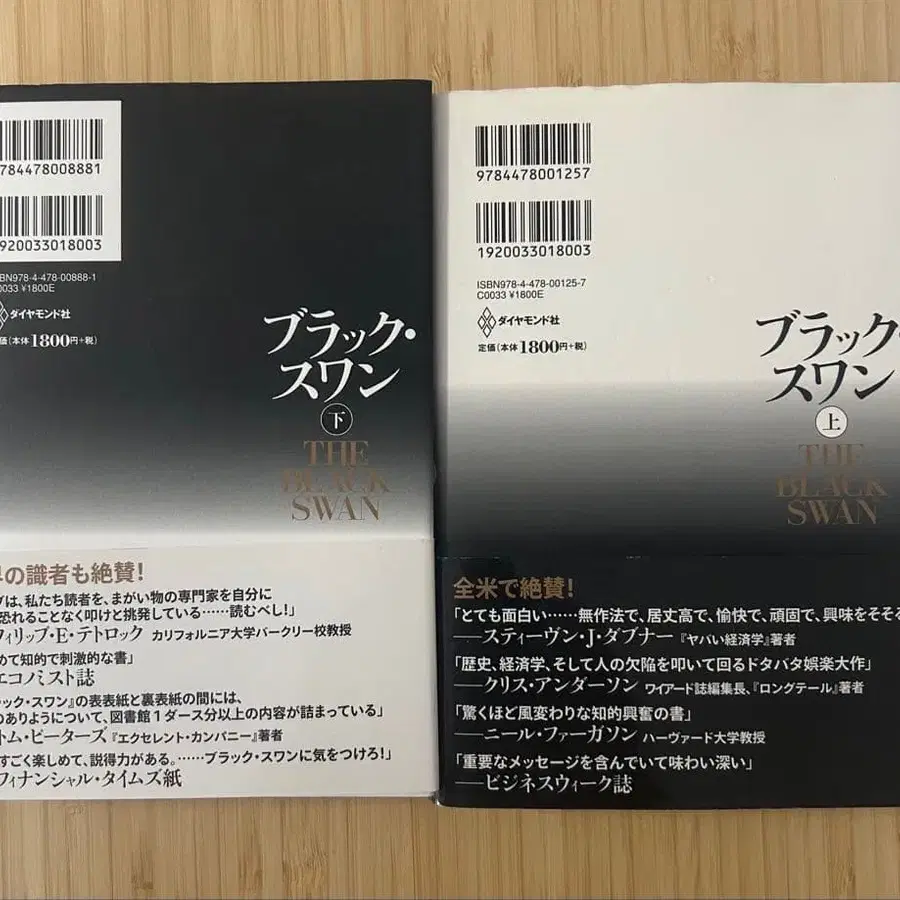 784478008881
920033018003
BN978-4-478-00888-1
0033 ¥1800E
ダイヤモンド社
価(本体1800円+税)
ブラック・
スワン
下
THE
BLACK
SWAN
の識者も絶賛!
ブは、私たち読者を、まがい物の専門家を自分に
恐れることなく叩けと挑発している……読むべし!」
フィリップ・E・テトロック カリフォルニア大学バークリー校教授
めて知的で刺激的な書」
エコノミスト誌
ラック・スワン』の表表紙と裏表紙の間には、
のありようについて、図書館1ダース分以上の内容が詰まっている」
トム・ピーターズ 『エクセレント・カンパニー』著者
すごく楽しめて、説得力がある。……ブラック・スワンに気をつけろ!」
フィナンシャル・タイムズ紙
9784478001257
1920033018003
ISBN978-4-478-00125-7
C0033 ¥1800E
ダイヤモンド社
定価(本体1800円+税)
ブラック・
スワン
上
THE
BLACK
SWAN
全米で絶賛!
「とても面白い……無作法で、居丈高で、愉快で、頑固で、興味をそそる
──スティーヴン・J・ダブナー 『ヤバい経済学』著者
「歴史、経済学、そして人の欠陥を叩いて回るドタバタ娯楽大作」
──クリス・アンダーソン ワイアード誌編集長、『ロングテール』著者
「驚くほど風変わりな知的興奮の書」
──ニール・ファーガソン ハーヴァード大学教授
「重要なメッセージを含んでいて味わい深い」
──ビジネスウィーク誌